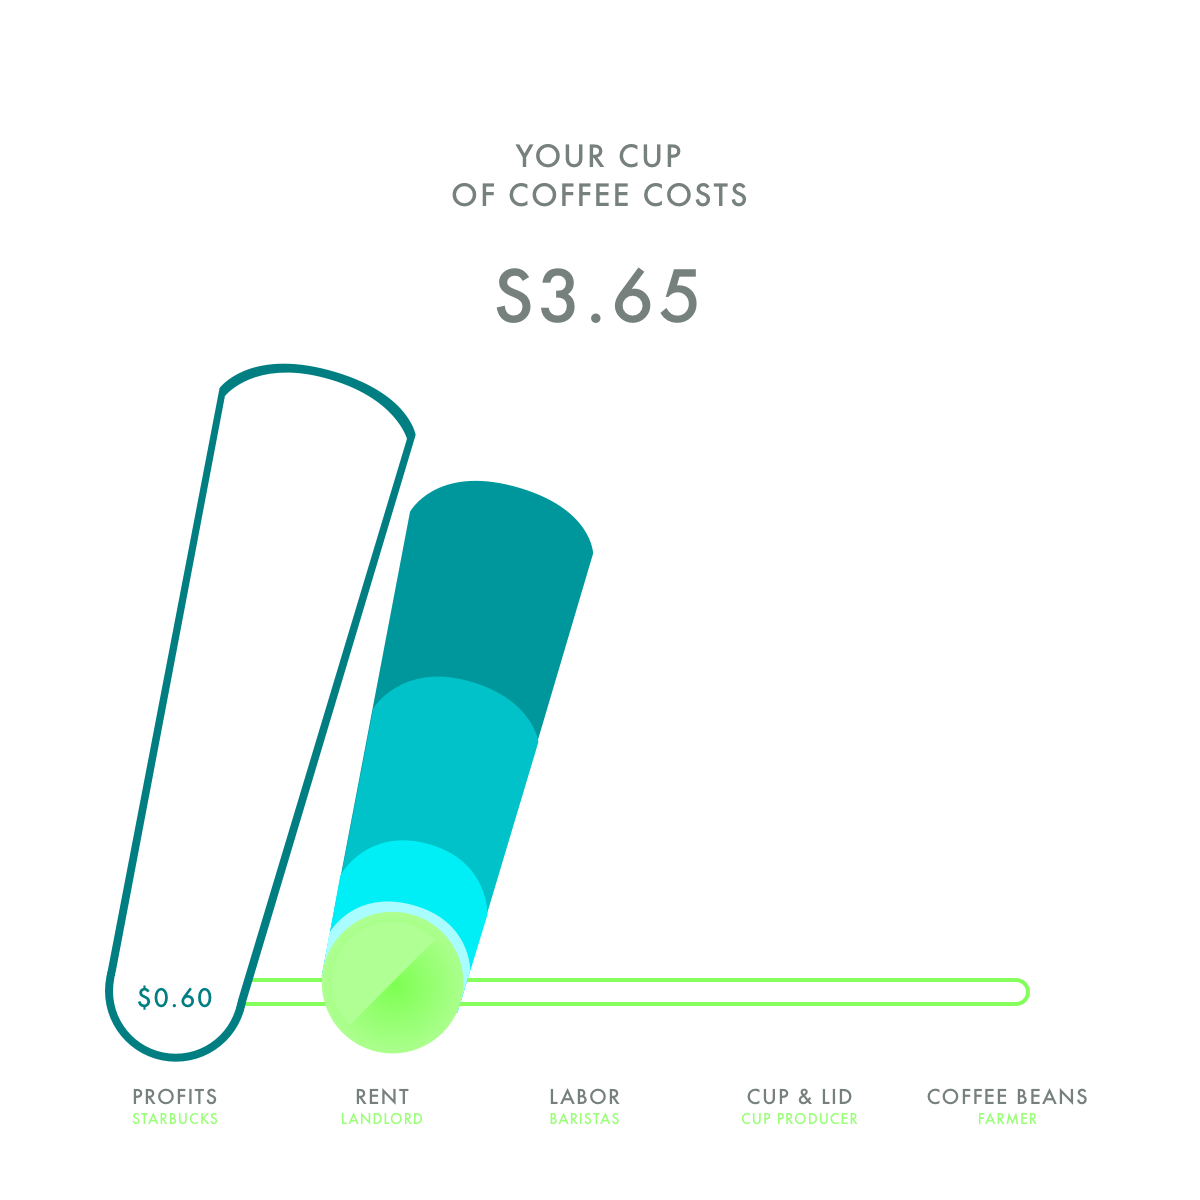 YOUR CUP
OF COFFEE COSTS
$3.65
$0.60
PROFITS
STARBUCKS
RENT
LANDLORD
LABOR
BARISTAS
CUP & LID
CUP PRODUCER
COFFEE BEANS
FARMER